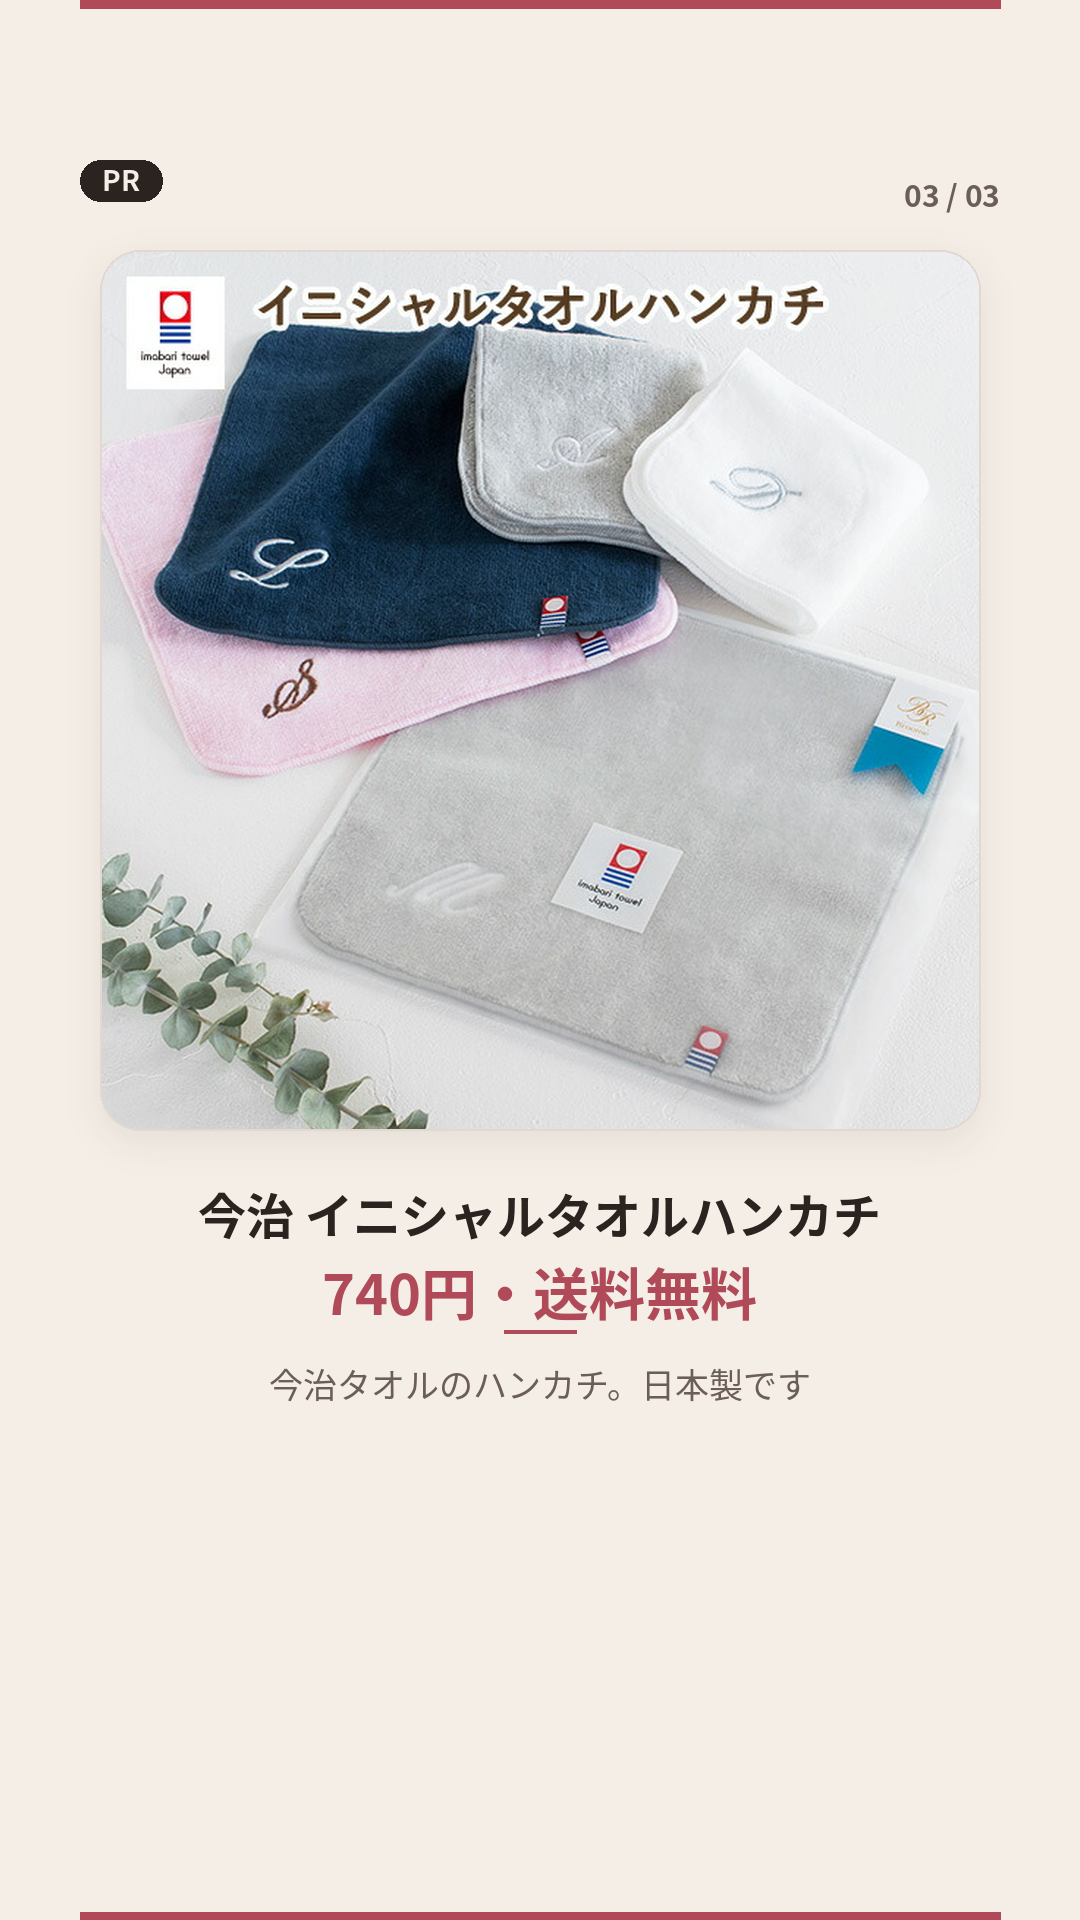 PR
03 / 03
imabari towel
Japan
イニシャルタオルハンカチ
A
D
L
S
BR
M
imabari towel
Japan
今治 イニシャルタオルハンカチ
740円・送料無料
今治タオルのハンカチ。日本製です